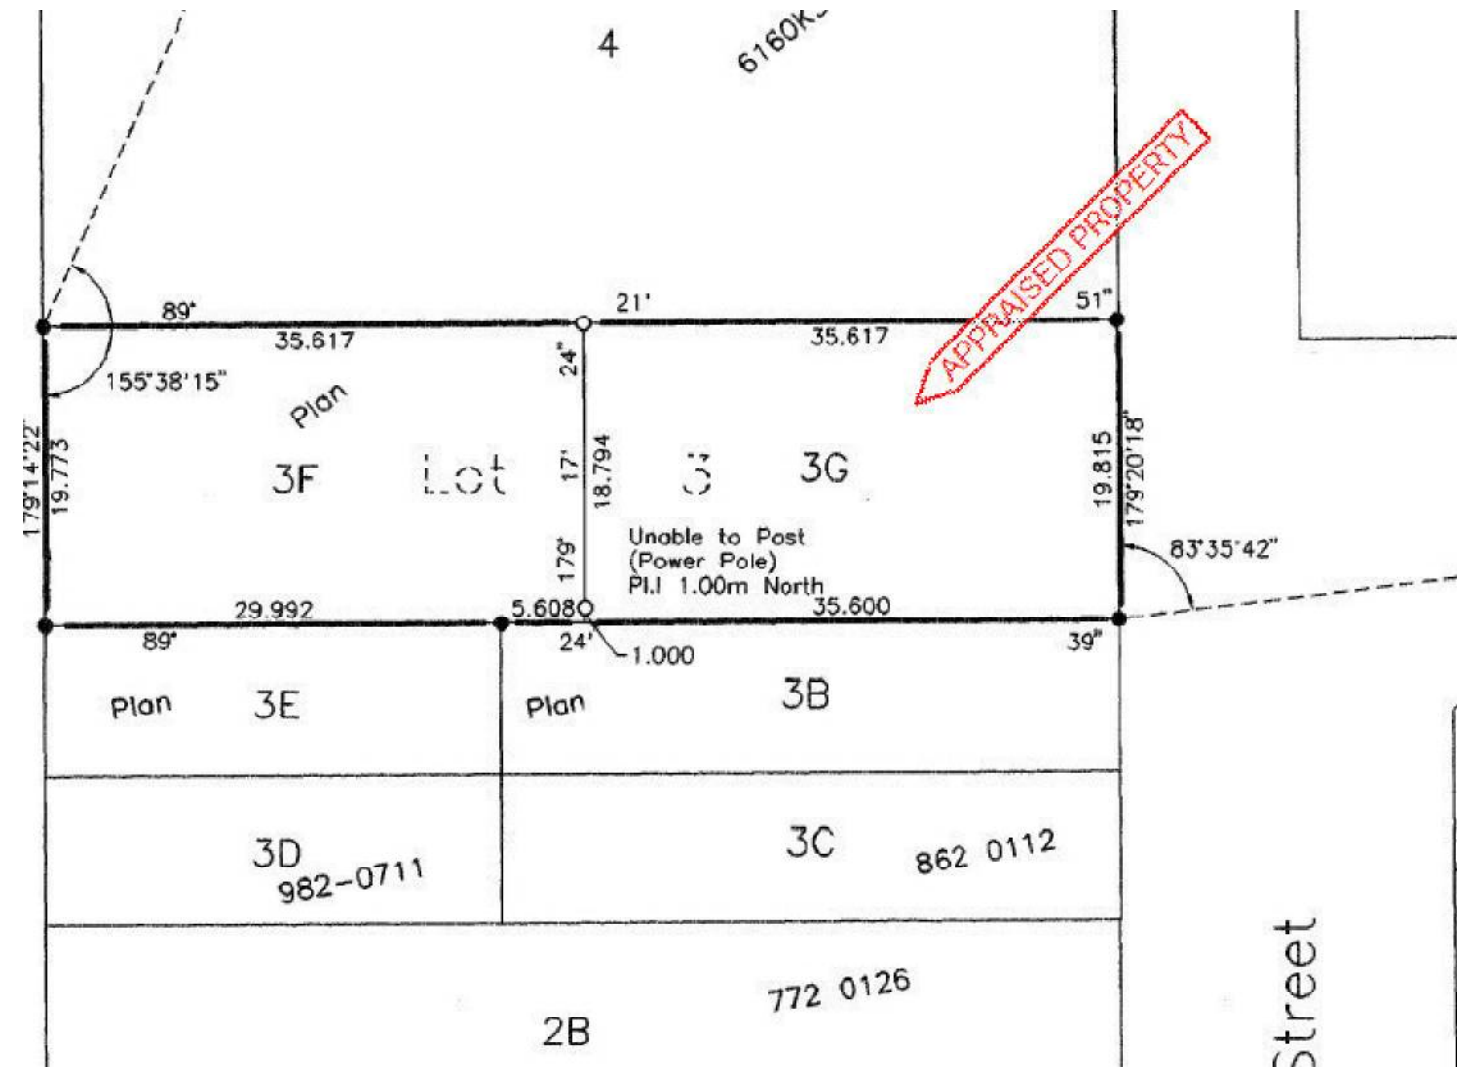 4
89°
21'
51"
35.617
35.617
24"
APPRAISED PROPERTY
155°38'15"
Plan
179°14'22"
19.773
3F
Lot
17'
18.794
3
3G
19.815
179°20'18"
Unable to Post
(Power Pole)
Pl.I 1.00m North
179°
83°35'42"
29.992
5.608
35.600
89°
24'
1.000
39"
Plan
3E
Plan
3B
3D
982-0711
3C
862 0112
772 0126
2B
Street